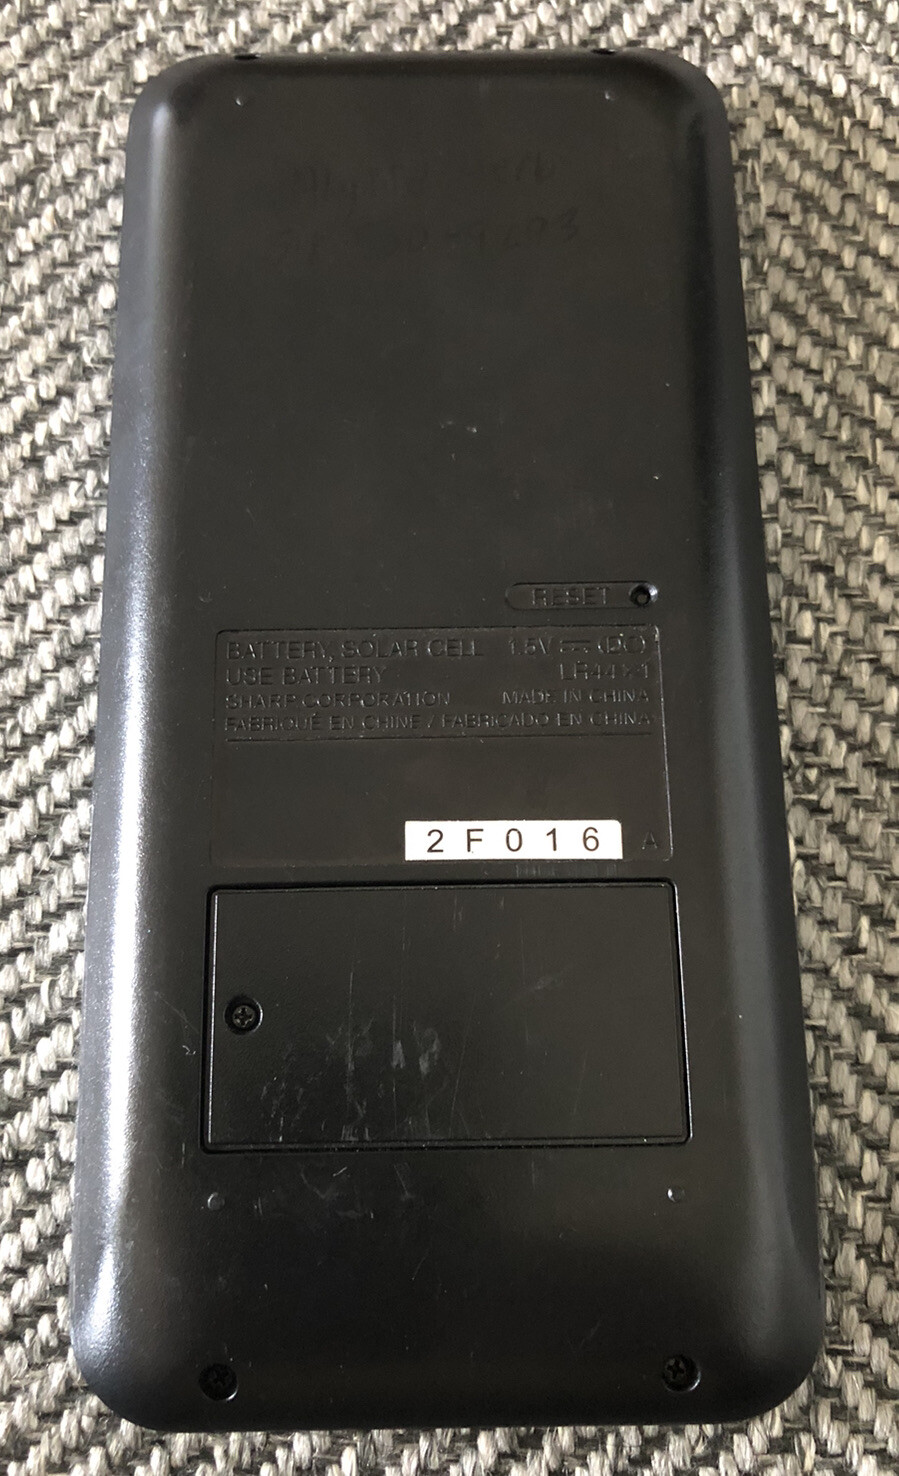 RESET
BATTERY, SOLAR CELL 1.5V ⎓ (DC)
USE BATTERY LR44×1
SHARP CORPORATION MADE IN CHINA
FABRIQUÉ EN CHINE / FABRICADO EN CHINA
2F016 A